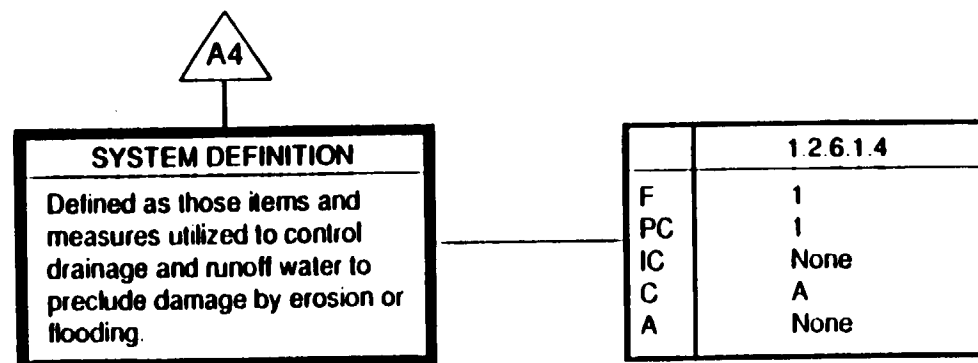 A4
SYSTEM DEFINITION
Defined as those items and
measures utilized to control
drainage and runoff water to
preclude damage by erosion or
flooding.
1.2.6.1.4
F 1
PC 1
IC None
C A
A None